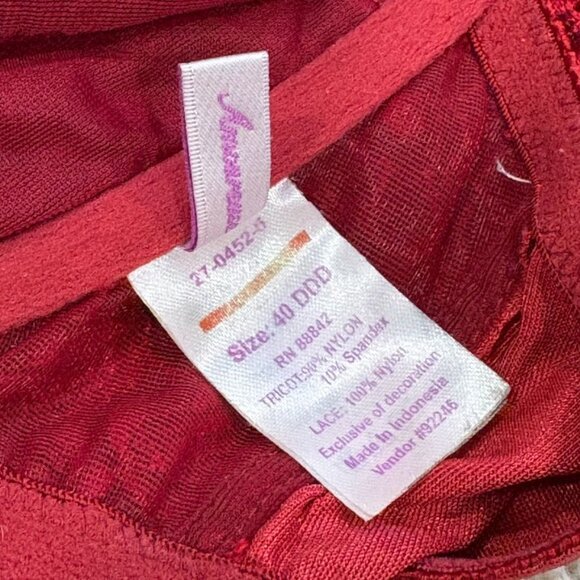 27-0452-5
Size: 40 DDD
RN 88842
TRICOT:90% NYLON
10% Spandex
LACE: 100% Nylon
Exclusive of decoration
Made in Indonesia
Vendor #92246